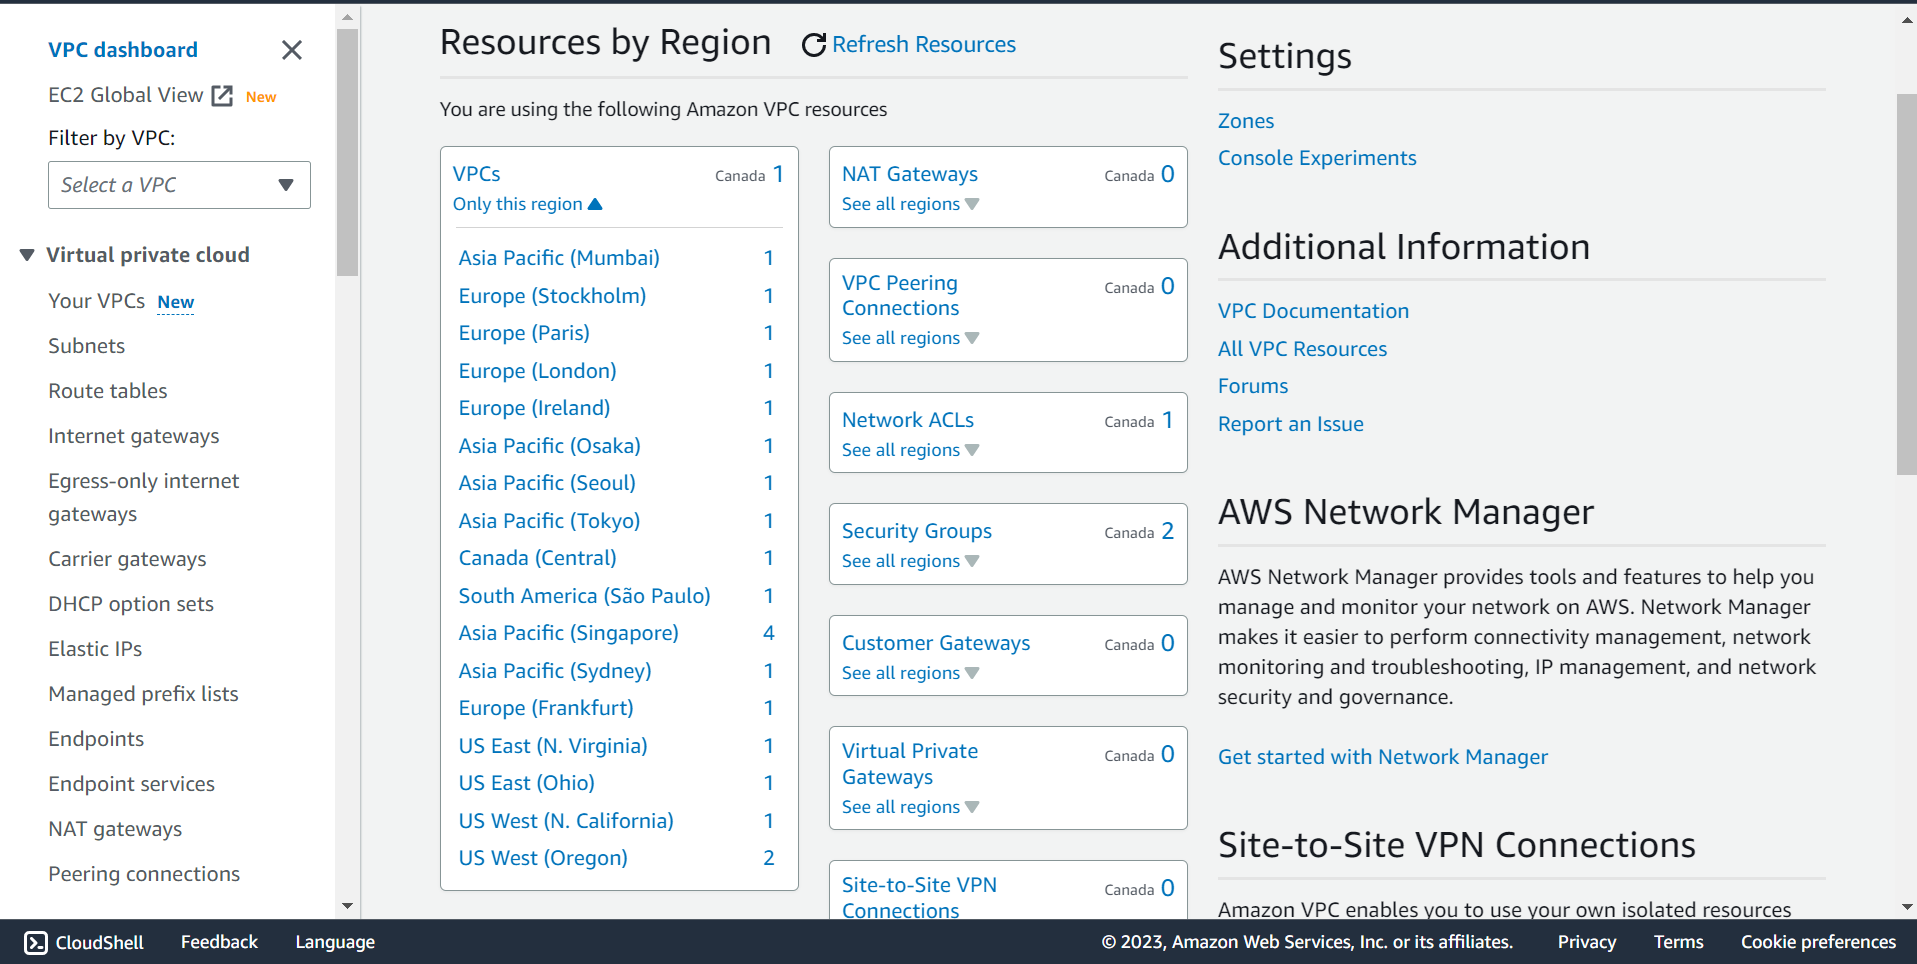 VPC dashboard
EC2 Global View New
Filter by VPC:
Select a VPC
Virtual private cloud
Your VPCs New
Subnets
Route tables
Internet gateways
Egress-only internet
gateways
Carrier gateways
DHCP option sets
Elastic IPs
Managed prefix lists
Endpoints
Endpoint services
NAT gateways
Peering connections
Resources by Region Refresh Resources
You are using the following Amazon VPC resources
VPCs Canada 1
Only this region
Asia Pacific (Mumbai) 1
Europe (Stockholm) 1
Europe (Paris) 1
Europe (London) 1
Europe (Ireland) 1
Asia Pacific (Osaka) 1
Asia Pacific (Seoul) 1
Asia Pacific (Tokyo) 1
Canada (Central) 1
South America (São Paulo) 1
Asia Pacific (Singapore) 4
Asia Pacific (Sydney) 1
Europe (Frankfurt) 1
US East (N. Virginia) 1
US East (Ohio) 1
US West (N. California) 1
US West (Oregon) 2
NAT Gateways Canada 0
See all regions
VPC Peering Canada 0
Connections
See all regions
Network ACLs Canada 1
See all regions
Security Groups Canada 2
See all regions
Customer Gateways Canada 0
See all regions
Virtual Private Canada 0
Gateways
See all regions
Site-to-Site VPN Canada 0
Connections
Settings
Zones
Console Experiments
Additional Information
VPC Documentation
All VPC Resources
Forums
Report an Issue
AWS Network Manager
AWS Network Manager provides tools and features to help you
manage and monitor your network on AWS. Network Manager
makes it easier to perform connectivity management, network
monitoring and troubleshooting, IP management, and network
security and governance.
Get started with Network Manager
Site-to-Site VPN Connections
Amazon VPC enables you to use your own isolated resources
CloudShell Feedback Language © 2023, Amazon Web Services, Inc. or its affiliates. Privacy Terms Cookie preferences